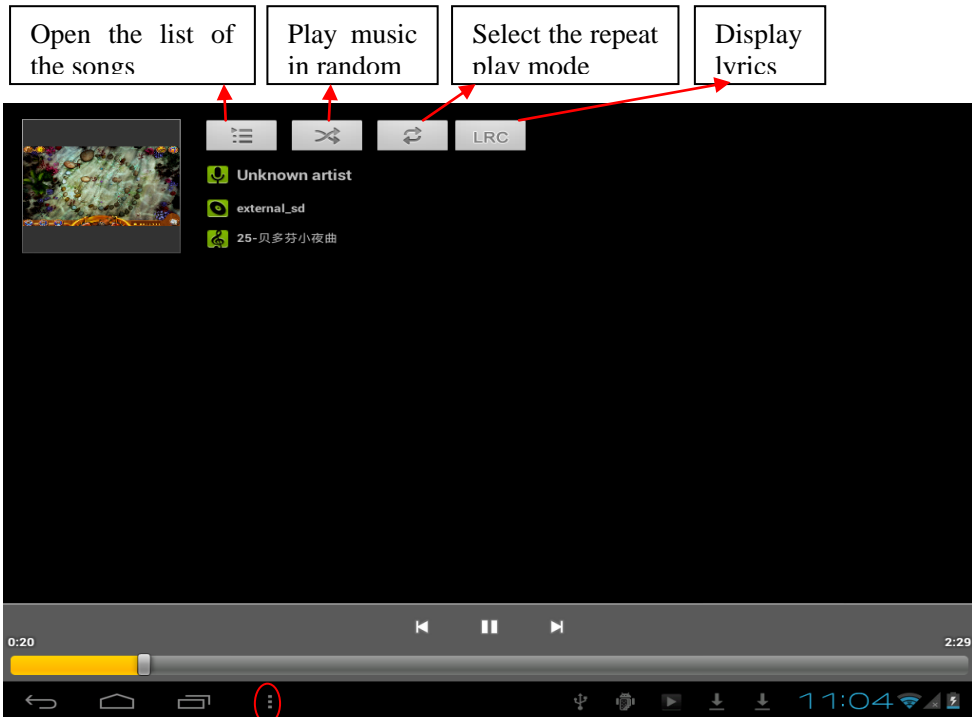 Open the list of
the songs
Play music
in random
Select the repeat
play mode
Display
lyrics
LRC
Unknown artist
external_sd
25-贝多芬小夜曲
0:20
2:29
11:04